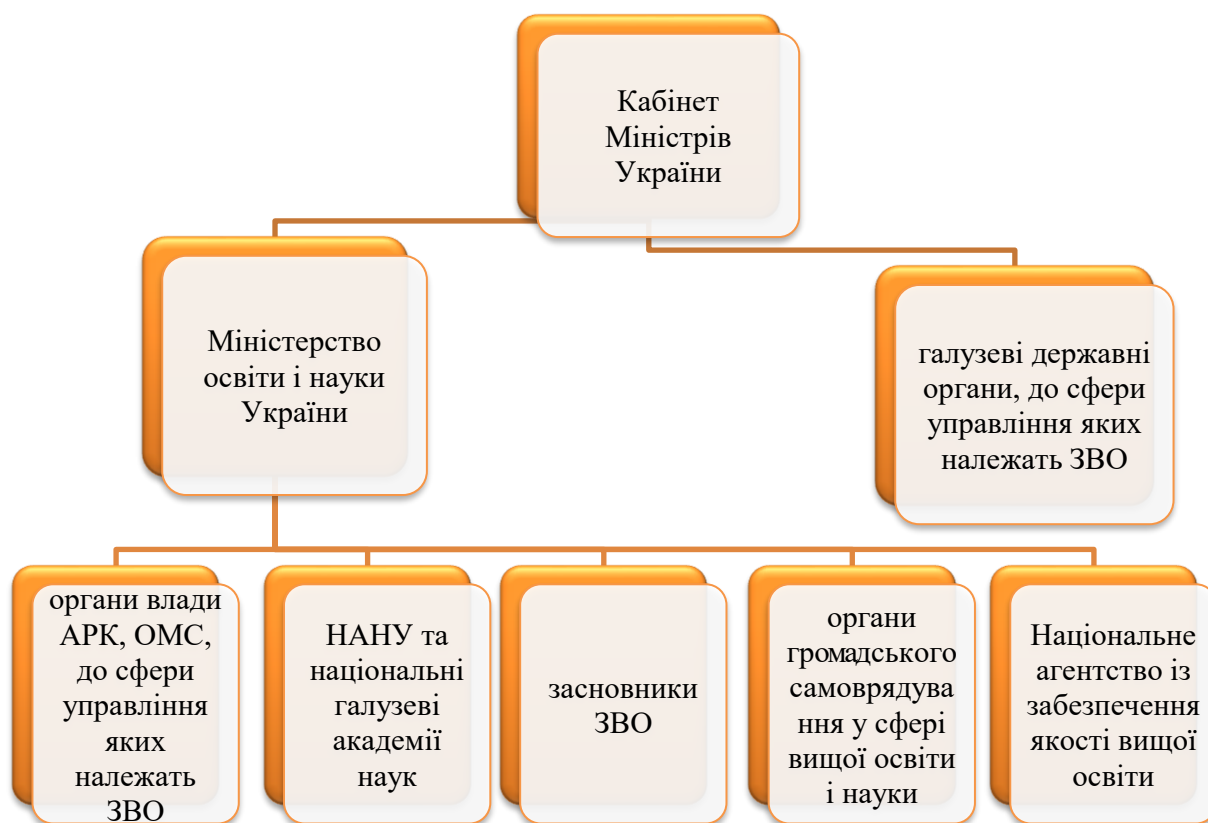 Кабінет
Міністрів
України
Міністерство
освіти і науки
України
галузеві державні
органи, до сфери
управління яких
належать ЗВО
органи влади
АРК, ОМС,
до сфери
управління
яких
належать
ЗВО
НАНУ та
національні
галузеві
академії
наук
засновники
ЗВО
органи
громадського
самоврядува
ння у сфері
вищої освіти
і науки
Національне
агентство із
забезпечення
якості вищої
освіти